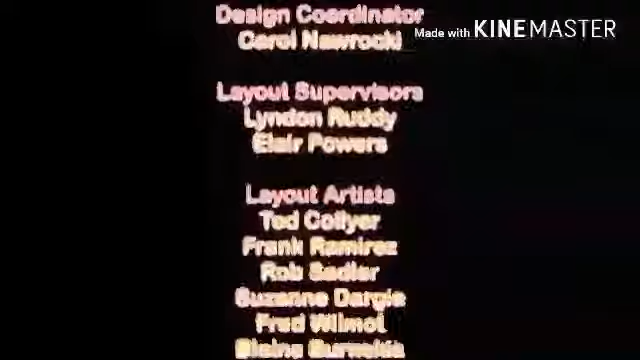 Design Coordinator
Carol Nawrocki
Made with KINEMASTER
Layout Supervisors
Lyndon Ruddy
Blair Powers
Layout Artists
Ted Collyer
Frank Ramirez
Rob Sadler
Suzanne Dargie
Fred Wilmot
Blaine